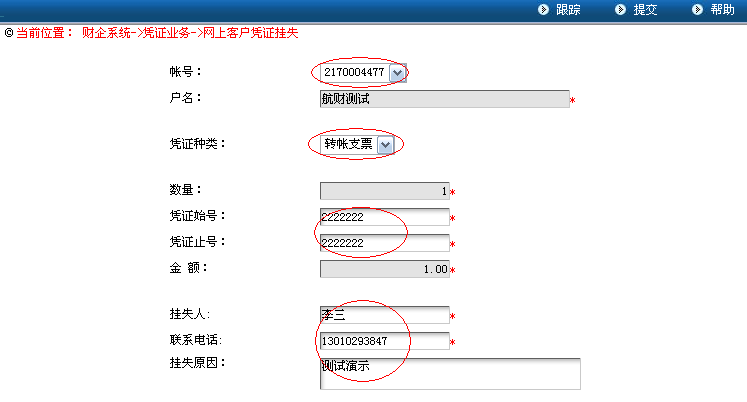 跟踪 提交 帮助
当前位置： 财企系统->凭证业务->网上客户凭证挂失
帐号： 2170004477
户名： 航财测试 *
凭证种类： 转帐支票
数量： 1 *
凭证始号： 2222222 *
凭证止号： 2222222 *
金 额： 1.00 *
挂失人: 李三 *
联系电话: 13010293847 *
挂失原因： 测试演示